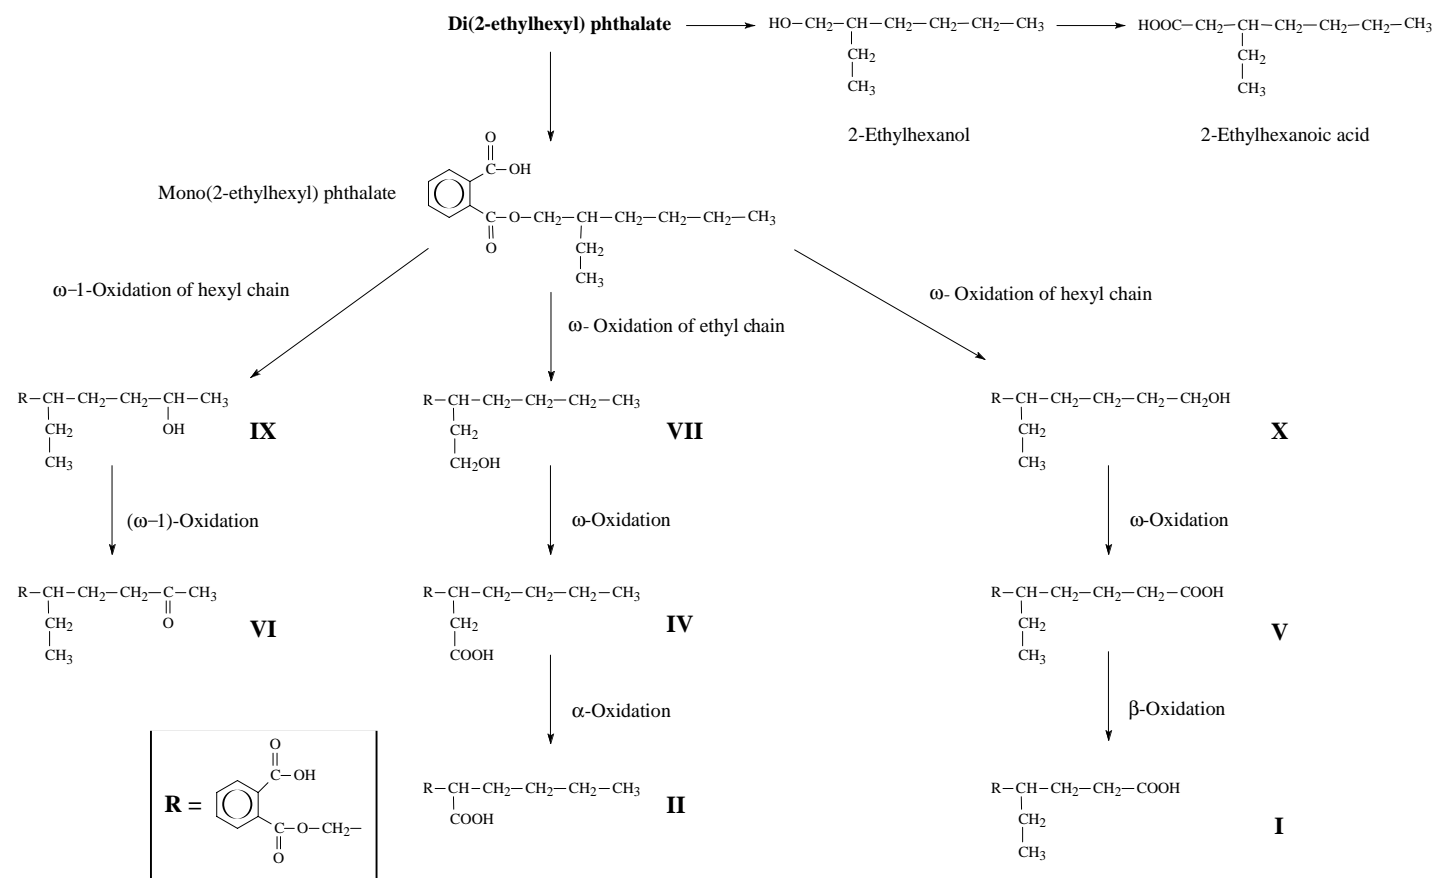 Di(2-ethylhexyl) phthalate
HO−CH2−CH−CH2−CH2−CH2−CH3
CH2
CH3
2-Ethylhexanol
HOOC−CH2−CH−CH2−CH2−CH2−CH3
CH2
CH3
2-Ethylhexanoic acid
Mono(2-ethylhexyl) phthalate
O
C−OH
C−O−CH2−CH−CH2−CH2−CH2−CH3
O
CH2
CH3
ω−1-Oxidation of hexyl chain
ω- Oxidation of ethyl chain
ω- Oxidation of hexyl chain
R−CH−CH2−CH2−CH−CH3
CH2
OH
CH3
IX
R−CH−CH2−CH2−CH2−CH3
CH2
CH2OH
VII
R−CH−CH2−CH2−CH2−CH2OH
CH2
CH3
X
(ω−1)-Oxidation
ω-Oxidation
ω-Oxidation
R−CH−CH2−CH2−C−CH3
CH2
O
CH3
VI
R−CH−CH2−CH2−CH2−CH3
CH2
COOH
IV
R−CH−CH2−CH2−CH2−COOH
CH2
CH3
V
α-Oxidation
β-Oxidation
R =
O
C−OH
C−O−CH2−
O
R−CH−CH2−CH2−CH2−CH3
COOH
II
R−CH−CH2−CH2−COOH
CH2
CH3
I